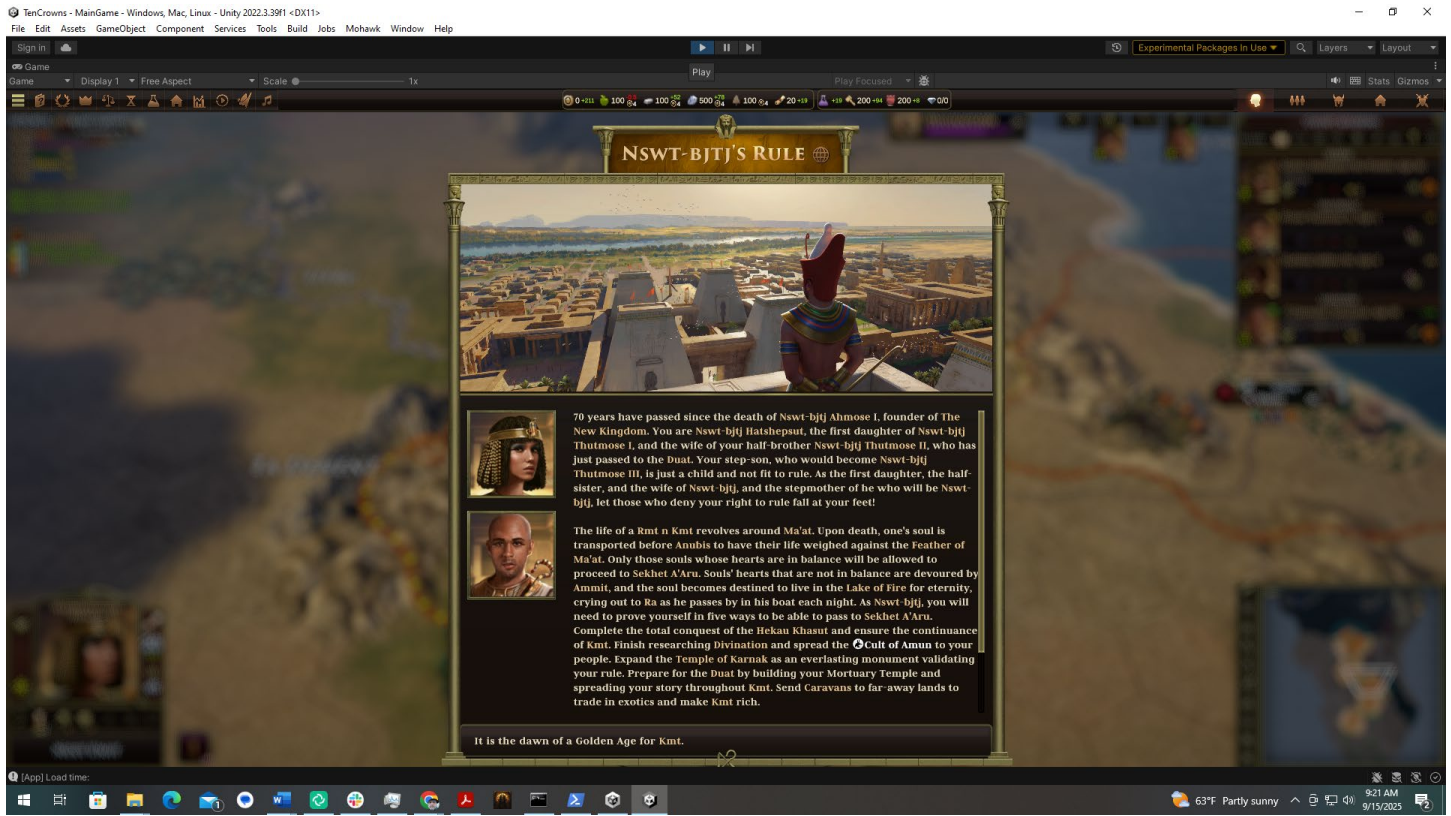 TenCrowns - MainGame - Windows, Mac, Linux - Unity 2022.3.39f1 <DX11>
File Edit Assets GameObject Component Services Tools Build Jobs Mohawk Window Help
Sign in
Experimental Packages In Use
Layers
Layout
Game
Game Display 1 Free Aspect Scale 1x
Play
Play Focused
Stats Gizmos
0 +211 100 100 +52 500 +78 100 20 +19 +19 200 +94 200 +8 0/0
NSWT-BJTJ'S RULE
70 years have passed since the death of Nswt-bjtj Ahmose I, founder of The
New Kingdom. You are Nswt-bjtj Hatshepsut, the first daughter of Nswt-bjtj
Thutmose I, and the wife of your half-brother Nswt-bjtj Thutmose II, who has
just passed to the Duat. Your step-son, who would become Nswt-bjtj
Thutmose III, is just a child and not fit to rule. As the first daughter, the half-
sister, and the wife of Nswt-bjtj, and the stepmother of he who will be Nswt-
bjtj, let those who deny your right to rule fall at your feet!
The life of a Rmt n Kmt revolves around Ma'at. Upon death, one's soul is
transported before Anubis to have their life weighed against the Feather of
Ma'at. Only those souls whose hearts are in balance will be allowed to
proceed to Sekhet A'Aru. Souls' hearts that are not in balance are devoured by
Ammit, and the soul becomes destined to live in the Lake of Fire for eternity,
crying out to Ra as he passes by in his boat each night. As Nswt-bjtj, you will
need to prove yourself in five ways to be able to pass to Sekhet A'Aru.
Complete the total conquest of the Hekau Khasut and ensure the continuance
of Kmt. Finish researching Divination and spread the Cult of Amun to your
people. Expand the Temple of Karnak as an everlasting monument validating
your rule. Prepare for the Duat by building your Mortuary Temple and
spreading your story throughout Kmt. Send Caravans to far-away lands to
trade in exotics and make Kmt rich.
It is the dawn of a Golden Age for Kmt.
[App] Load time:
63°F Partly sunny
9:21 AM
9/15/2025